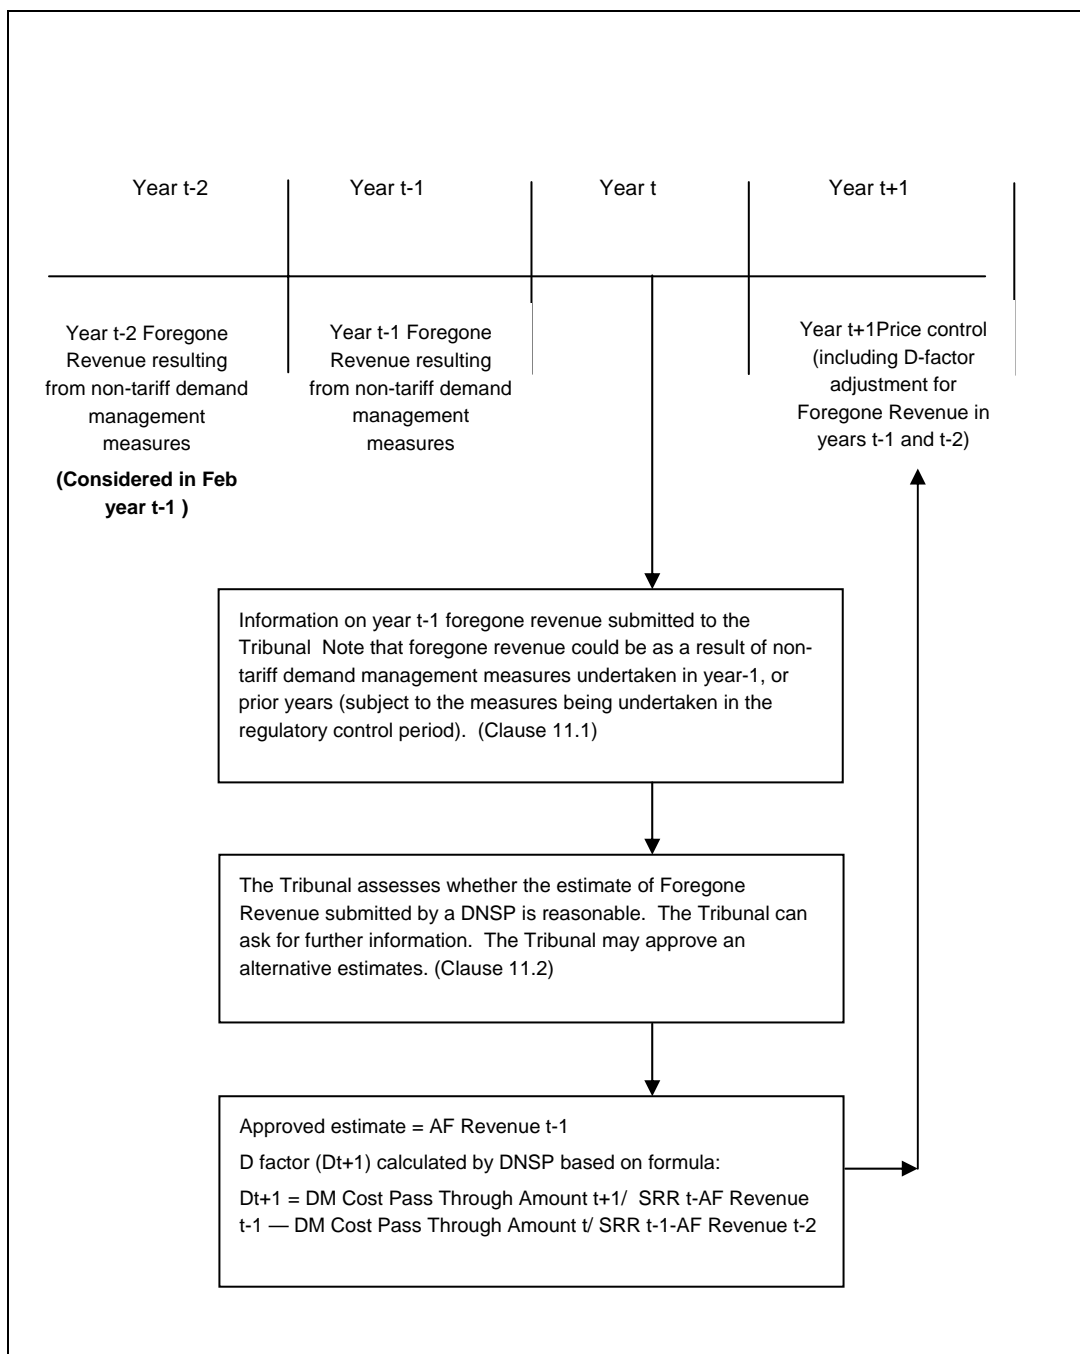 Year t-2
Year t-1
Year t
Year t+1
Year t-2 Foregone
Revenue resulting
from non-tariff demand
management
measures
(Considered in Feb
year t-1 )
Year t-1 Foregone
Revenue resulting
from non-tariff demand
management
measures
Year t+1Price control
(including D-factor
adjustment for
Foregone Revenue in
years t-1 and t-2)
Information on year t-1 foregone revenue submitted to the
Tribunal  Note that foregone revenue could be as a result of non-
tariff demand management measures undertaken in year-1, or
prior years (subject to the measures being undertaken in the
regulatory control period).  (Clause 11.1)
The Tribunal assesses whether the estimate of Foregone
Revenue submitted by a DNSP is reasonable.  The Tribunal can
ask for further information.  The Tribunal may approve an
alternative estimates. (Clause 11.2)
Approved estimate = AF Revenue t-1
D factor (Dt+1) calculated by DNSP based on formula:
Dt+1 = DM Cost Pass Through Amount t+1/  SRR t-AF Revenue
t-1 — DM Cost Pass Through Amount t/ SRR t-1-AF Revenue t-2